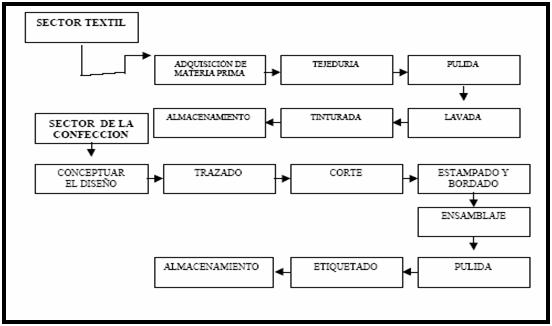 SECTOR TEXTIL
ADQUISICIÓN DE
MATERIA PRIMA
TEJEDURIA
PULIDA
LAVADA
TINTURADA
ALMACENAMIENTO
SECTOR DE LA
CONFECCION
CONCEPTUAR
EL DISEÑO
TRAZADO
CORTE
ESTAMPADO Y
BORDADO
ENSAMBLAJE
PULIDA
ETIQUETADO
ALMACENAMIENTO